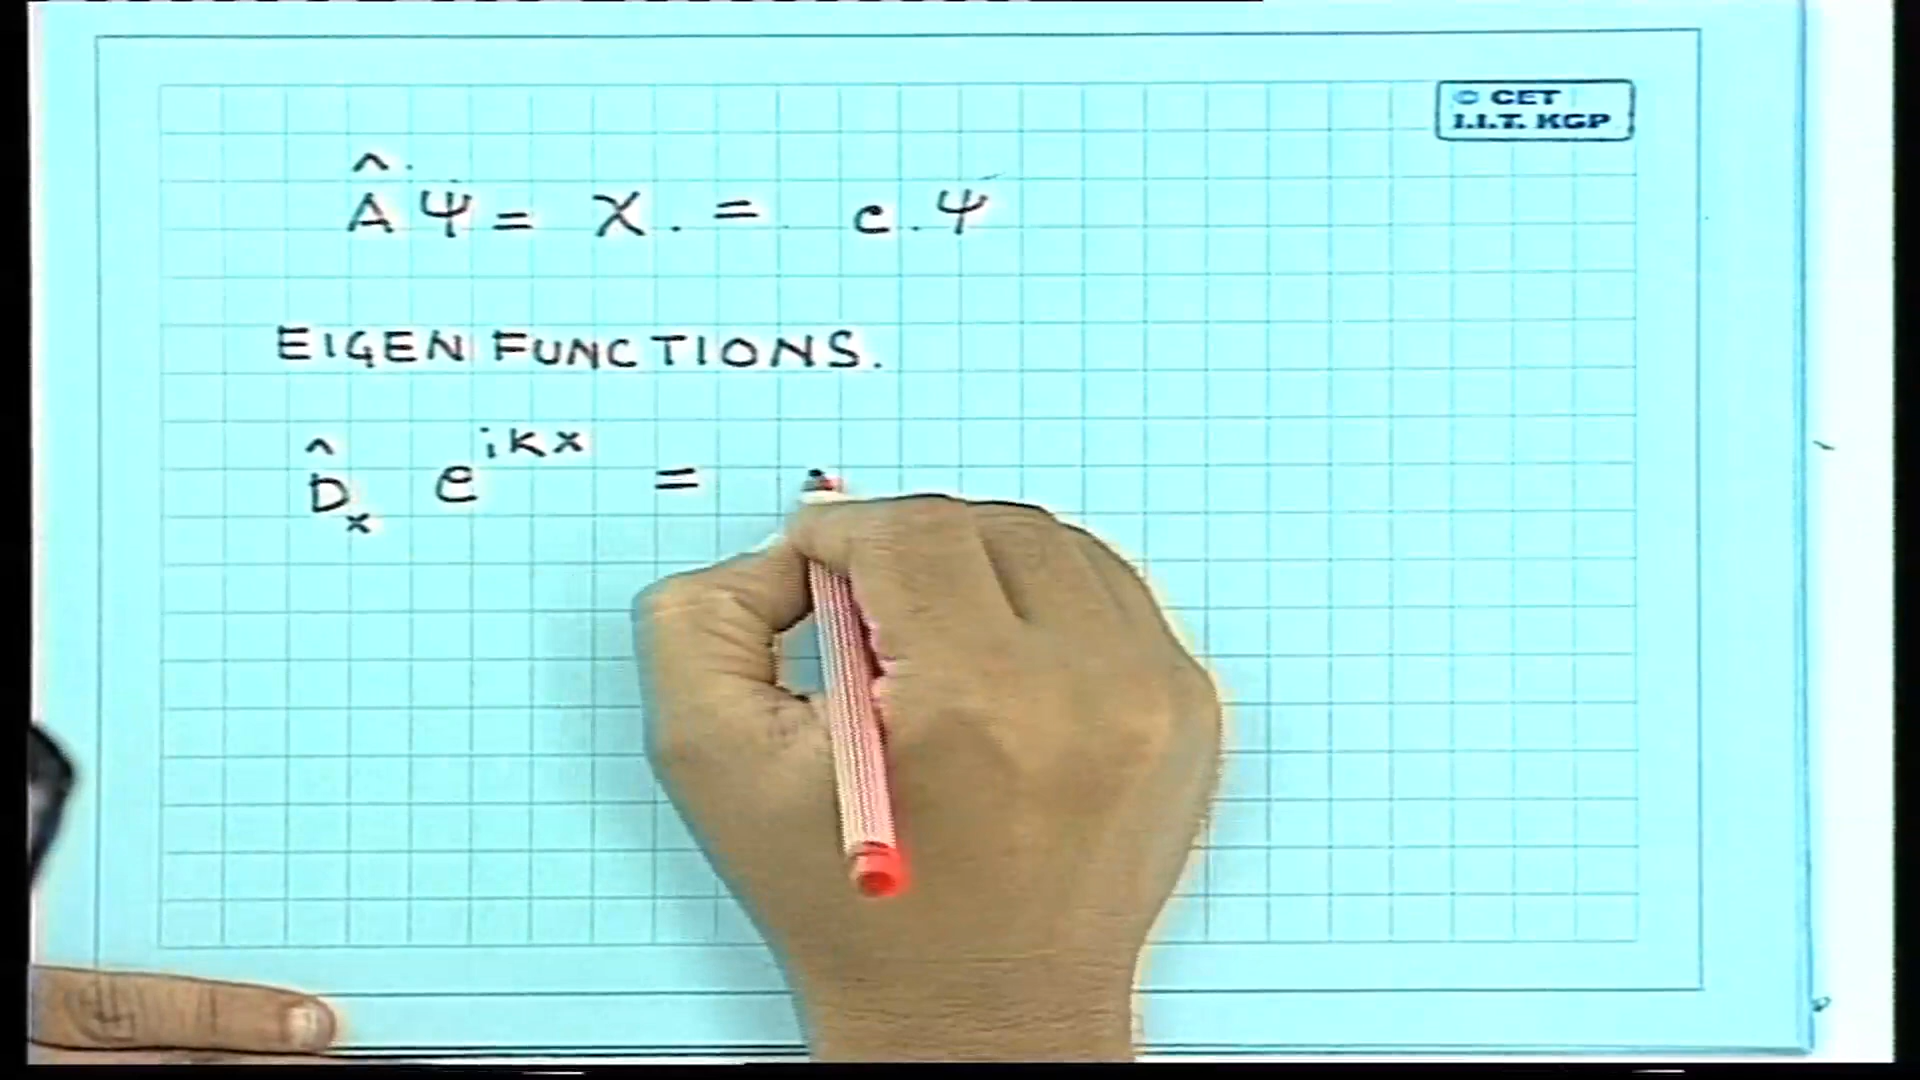 © CET
I.I.T. KGP
Â Ψ = χ. = c.Ψ
EIGEN FUNCTIONS.
D̂ₓ e^{ikx} =